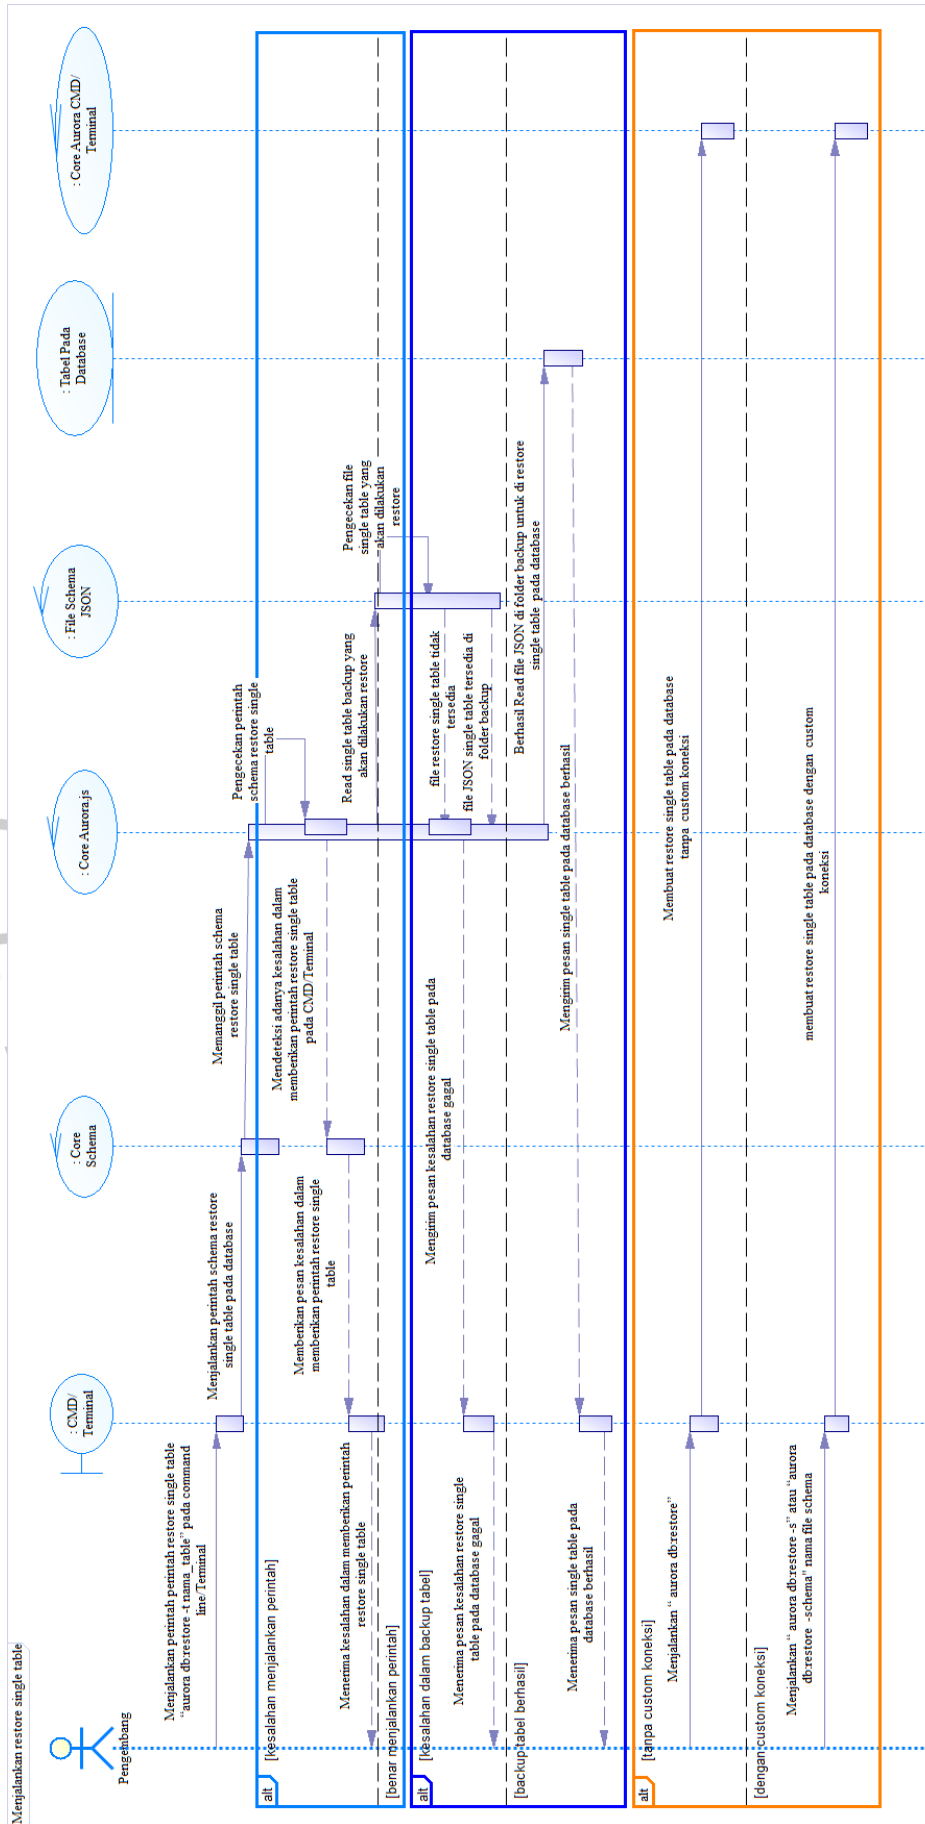 Menjalankan restore single table
Pengembang
: CMD/
Terminal
: Core
Schema
: Core Aurora.js
: File Schema
JSON
: Tabel Pada
Database
: Core Aurora CMD/
Terminal
Menjalankan perintah perintah restore single table
“aurora db:restore -t nama_table” pada command
line/Terminal
Menjalankan perintah schema restore
single table pada database
Memanggil perintah schema
restore single table
alt
[kesalahan menjalankan perintah]
Pengecekan perintah
schema restore single
table
Mendeteksi adanya kesalahan dalam
memberikan perintah restore single table
pada CMD/Terminal
Memberikan pesan kesalahan dalam
memberikan perintah restore single
table
Menerima kesalahan dalam memberikan perintah
restore single table
[benar menjalankan perintah]
Read single table backup yang
akan dilakukan restore
Pengecekan file
single table yang
akan dilakukan
restore
alt
[kesalahan dalam backup tabel]
file restore single table tidak
tersedia
Mengirim pesan kesalahan restore single table pada
database gagal
Menerima pesan kesalahan restore single
table pada database gagal
file JSON single table tersedia di
folder backup
[backup tabel berhasil]
Berhasil Read file JSON di folder backup untuk di restore
single table pada database
Mengirim pesan single table pada database berhasil
Menerima pesan single table pada
database berhasil
alt
[tanpa custom koneksi]
Menjalankan “ aurora db:restore”
Membuat restore single table pada database
tanpa custom koneksi
[dengan custom koneksi]
Menjalankan “ aurora db:restore -s” atau “aurora
db:restore -schema” nama file schema
membuat restore single table pada database dengan custom
koneksi